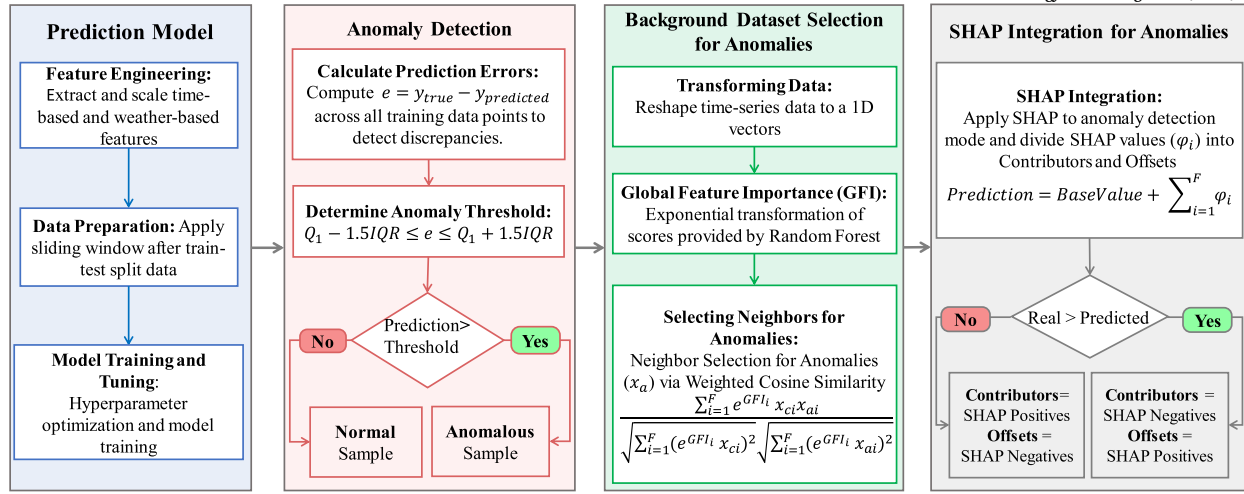 Prediction Model
Feature Engineering:
Extract and scale time-
based and weather-based
features
Data Preparation: Apply
sliding window after train-
test split data
Model Training and
Tuning:
Hyperparameter
optimization and model
training
Anomaly Detection
Calculate Prediction Errors:
Compute e = y_true − y_predicted
across all training data points to
detect discrepancies.
Determine Anomaly Threshold:
Q₁ − 1.5IQR ≤ e ≤ Q₁ + 1.5IQR
Prediction>
Threshold
No
Yes
Normal
Sample
Anomalous
Sample
Background Dataset Selection
for Anomalies
Transforming Data:
Reshape time-series data to a 1D
vectors
Global Feature Importance (GFI):
Exponential transformation of
scores provided by Random Forest
Selecting Neighbors for
Anomalies:
Neighbor Selection for Anomalies
(x_a) via Weighted Cosine Similarity
∑_{i=1}^{F} e^{GFI_i} x_{ci}x_{ai}
√(∑_{i=1}^{F}(e^{GFI_i} x_{ci})²) √(∑_{i=1}^{F}(e^{GFI_i} x_{ai})²)
SHAP Integration for Anomalies
SHAP Integration:
Apply SHAP to anomaly detection
mode and divide SHAP values (φ_i) into
Contributors and Offsets
Prediction = BaseValue + ∑_{i=1}^{F} φ_i
Real > Predicted
No
Yes
Contributors=
SHAP Positives
Offsets =
SHAP Negatives
Contributors =
SHAP Negatives
Offsets =
SHAP Positives